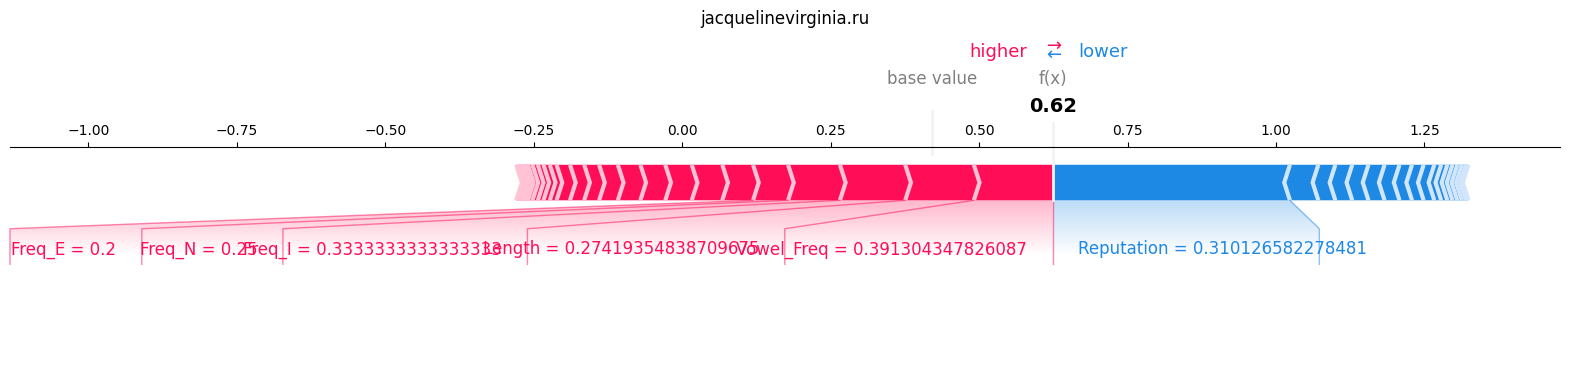 jacquelinevirginia.ru
higher → ← lower
base value f(x)
0.62
−1.00 −0.75 −0.50 −0.25 0.00 0.25 0.50 0.75 1.00 1.25
Freq_E = 0.2 Freq_N = 0.25 Freq_I = 0.3333333333333333 Length = 0.27419354838709675 Vowel_Freq = 0.391304347826087 Reputation = 0.310126582278481